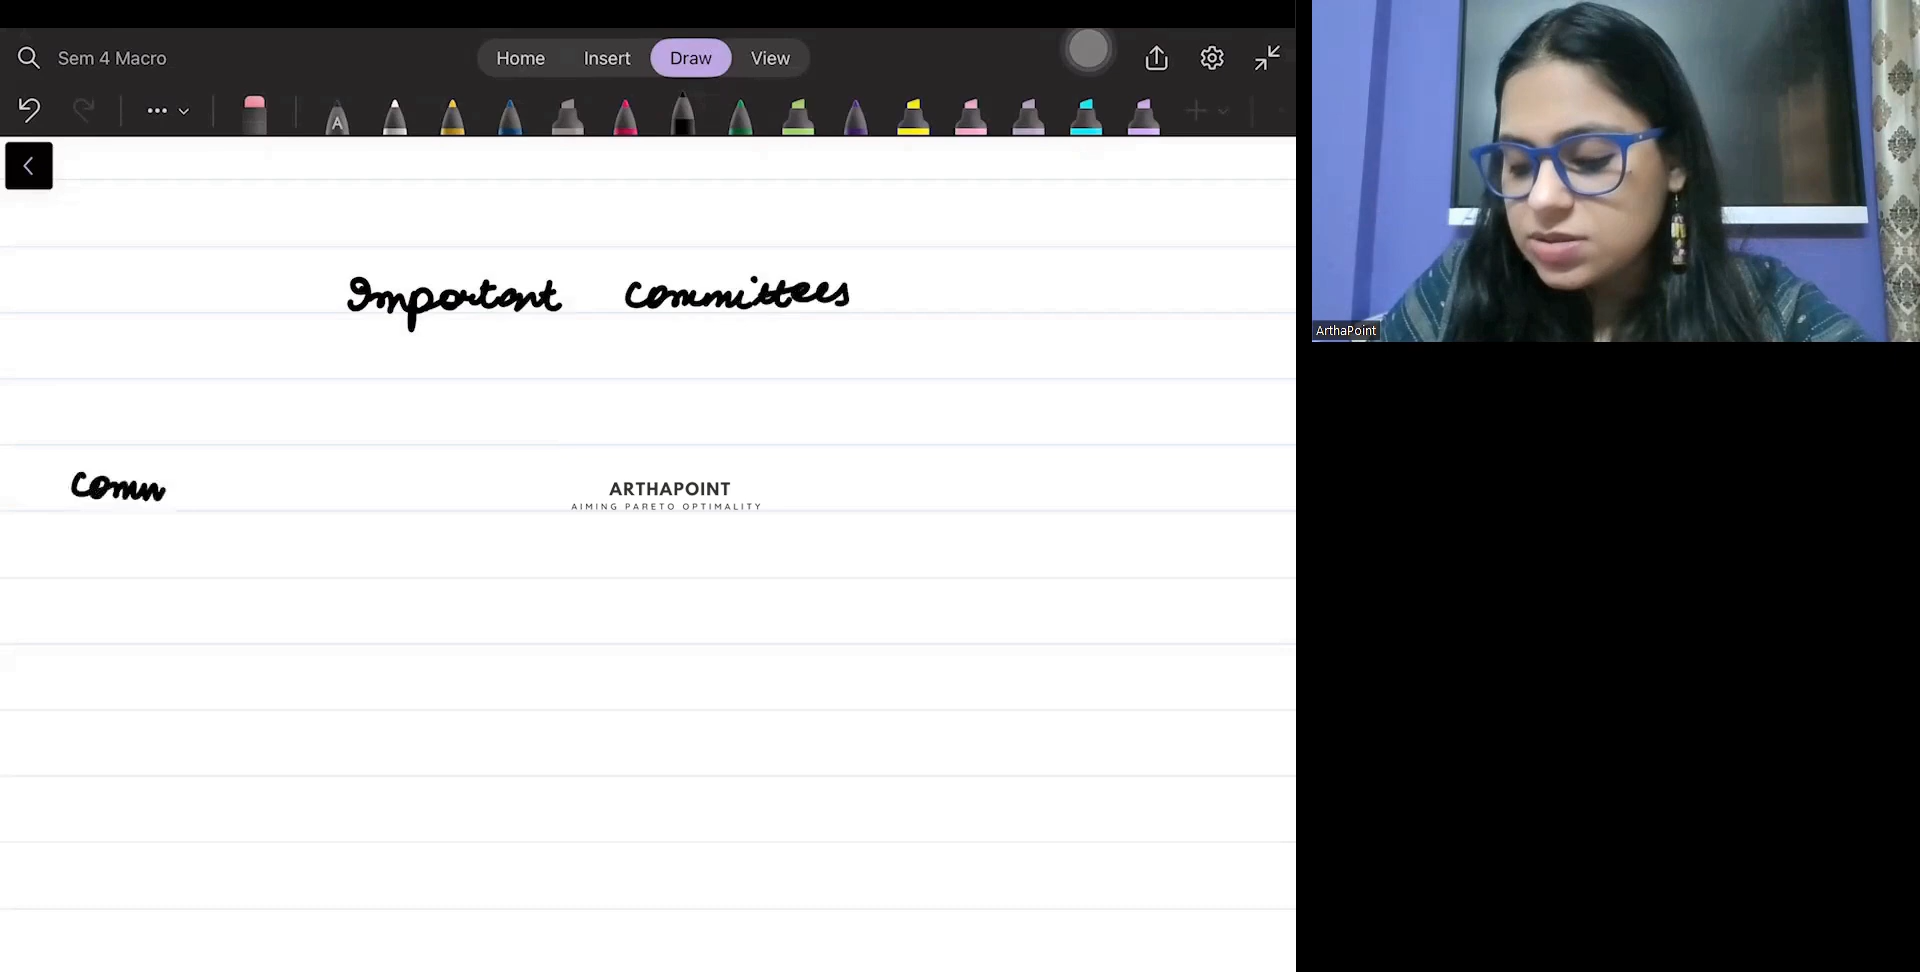 Sem 4 Macro
Home Insert Draw View
A
Important Committees
Comm
ARTHAPOINT
AIMING PARETO OPTIMALITY
ArthaPoint